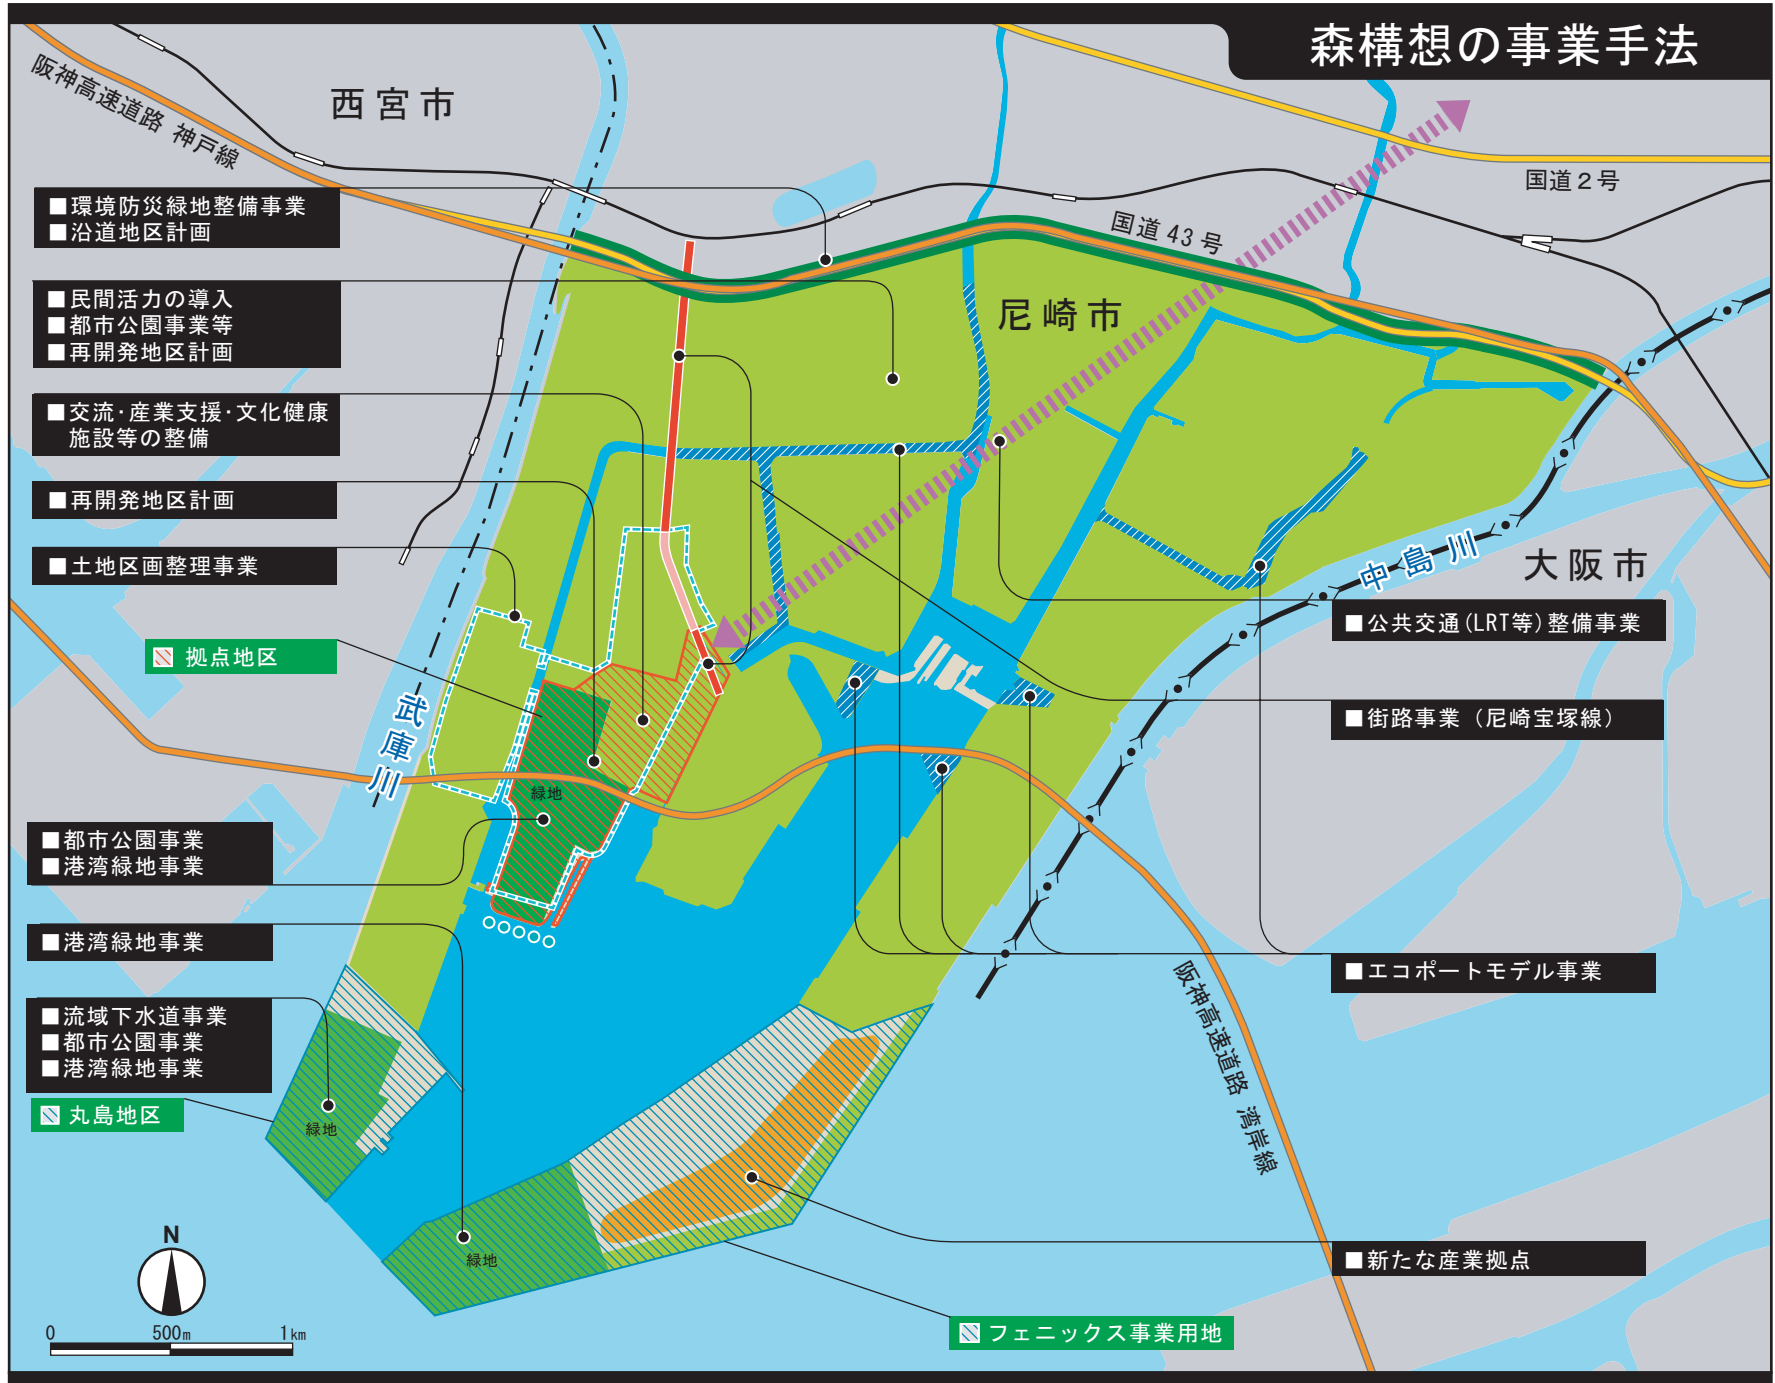 森構想の事業手法
西宮市
阪神高速道路 神戸線
国道2号
国道43号
尼崎市
■環境防災緑地整備事業
■沿道地区計画
■民間活力の導入
■都市公園事業等
■再開発地区計画
■交流・産業支援・文化健康
施設等の整備
■再開発地区計画
■土地区画整理事業
拠点地区
武庫川
中島川
大阪市
■公共交通(LRT等)整備事業
■街路事業（尼崎宝塚線）
緑地
■都市公園事業
■港湾緑地事業
■港湾緑地事業
■エコポートモデル事業
阪神高速道路 湾岸線
■流域下水道事業
■都市公園事業
■港湾緑地事業
丸島地区
緑地
緑地
■新たな産業拠点
フェニックス事業用地
N
0 500m 1km